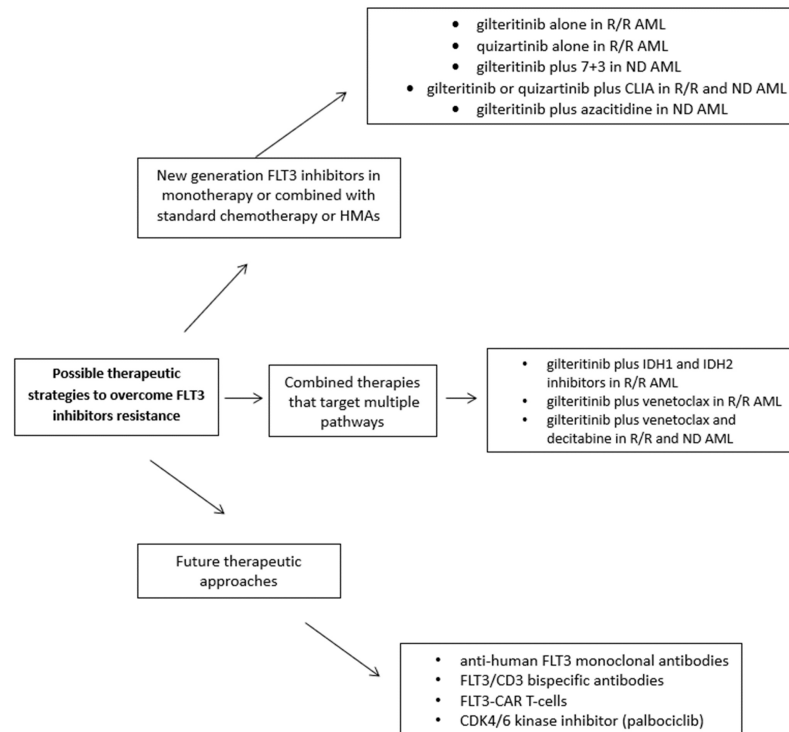 • gilteritinib alone in R/R AML
• quizartinib alone in R/R AML
• gilteritinib plus 7+3 in ND AML
• gilteritinib or quizartinib plus CLIA in R/R and ND AML
• gilteritinib plus azacitidine in ND AML
New generation FLT3 inhibitors in
monotherapy or combined with
standard chemotherapy or HMAs
Possible therapeutic
strategies to overcome FLT3
inhibitors resistance
Combined therapies
that target multiple
pathways
• gilteritinib plus IDH1 and IDH2
inhibitors in R/R AML
• gilteritinib plus venetoclax in R/R AML
• gilteritinib plus venetoclax and
decitabine in R/R and ND AML
Future therapeutic
approaches
• anti-human FLT3 monoclonal antibodies
• FLT3/CD3 bispecific antibodies
• FLT3-CAR T-cells
• CDK4/6 kinase inhibitor (palbociclib)